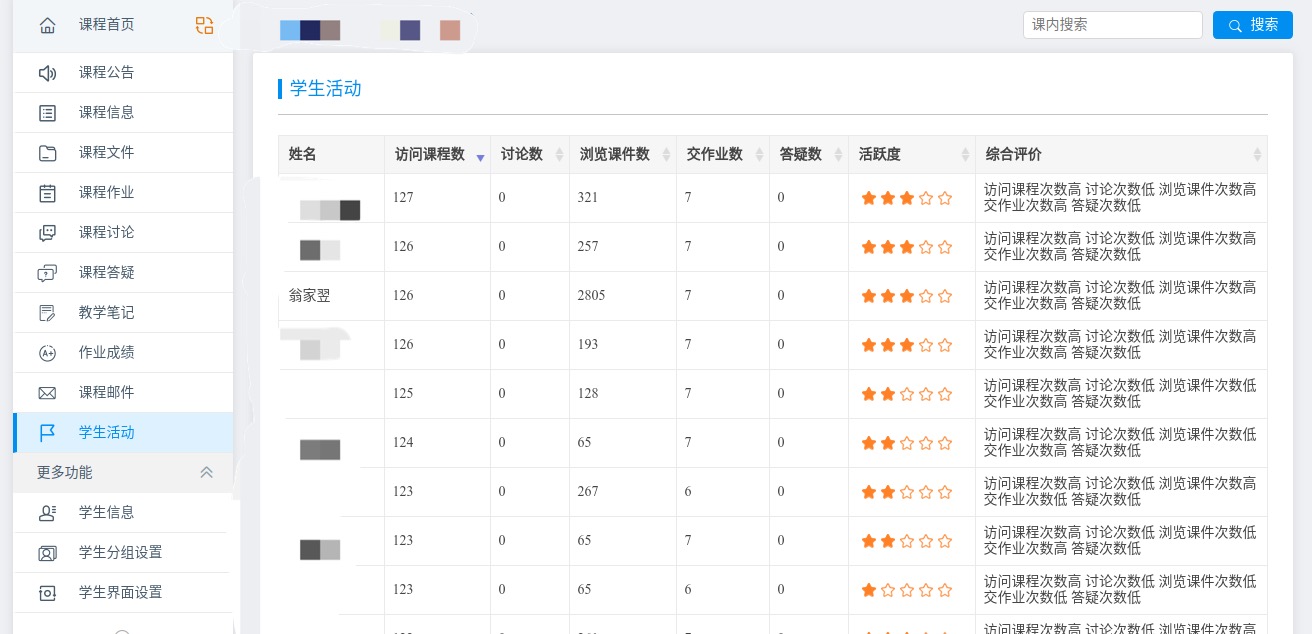 课程首页
课内搜索
搜索
课程公告
课程信息
课程文件
课程作业
课程讨论
课程答疑
教学笔记
作业成绩
课程邮件
学生活动
更多功能
学生信息
学生分组设置
学生界面设置
学生活动
姓名 访问课程数 讨论数 浏览课件数 交作业数 答疑数 活跃度 综合评价
127 0 321 7 0 访问课程次数高 讨论次数低 浏览课件次数高
交作业次数高 答疑次数低
126 0 257 7 0 访问课程次数高 讨论次数低 浏览课件次数高
交作业次数高 答疑次数低
翁家翌 126 0 2805 7 0 访问课程次数高 讨论次数低 浏览课件次数高
交作业次数高 答疑次数低
126 0 193 7 0 访问课程次数高 讨论次数低 浏览课件次数高
交作业次数高 答疑次数低
125 0 128 7 0 访问课程次数高 讨论次数低 浏览课件次数低
交作业次数高 答疑次数低
124 0 65 7 0 访问课程次数高 讨论次数低 浏览课件次数低
交作业次数高 答疑次数低
123 0 267 6 0 访问课程次数高 讨论次数低 浏览课件次数高
交作业次数低 答疑次数低
123 0 65 7 0 访问课程次数高 讨论次数低 浏览课件次数低
交作业次数高 答疑次数低
123 0 65 6 0 访问课程次数高 讨论次数低 浏览课件次数低
交作业次数低 答疑次数低
访问课程次数高 讨论次数低 浏览课件次数高